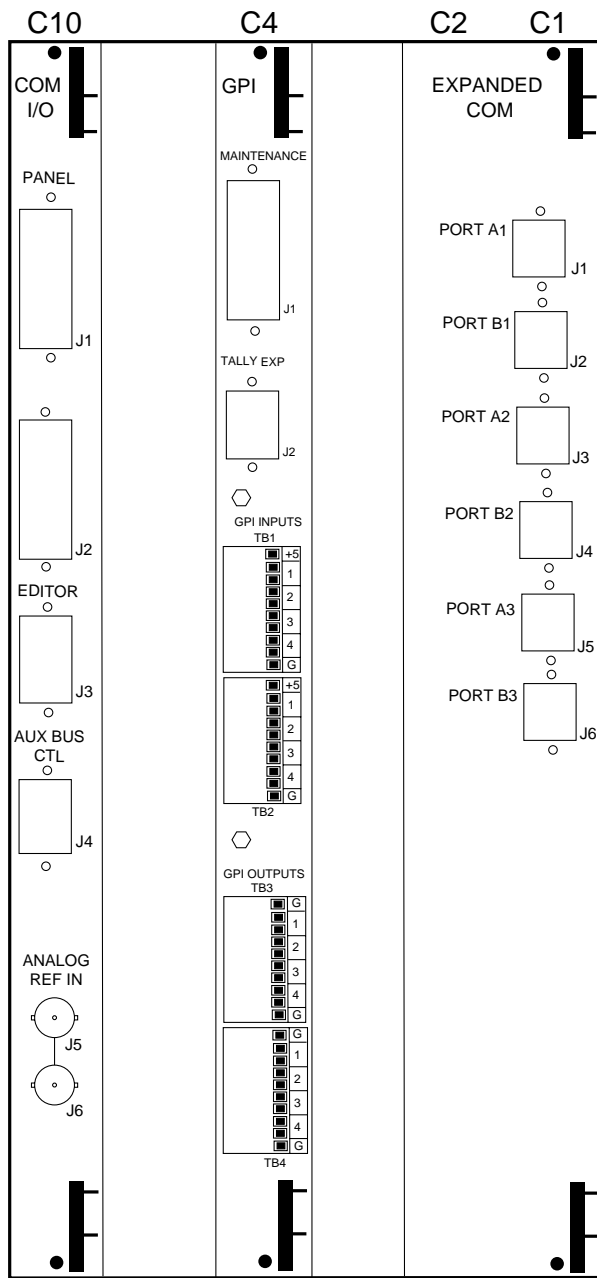 C10
C4
C2
C1
COM
I/O
PANEL
J1
J2
EDITOR
J3
AUX BUS
CTL
J4
ANALOG
REF IN
J5
J6
GPI
MAINTENANCE
J1
TALLY EXP
J2
GPI INPUTS
TB1
+5
1
2
3
4
G
+5
1
2
3
4
G
TB2
GPI OUTPUTS
TB3
G
1
2
3
4
G
G
1
2
3
4
G
TB4
EXPANDED
COM
PORT A1
J1
PORT B1
J2
PORT A2
J3
PORT B2
J4
PORT A3
J5
PORT B3
J6